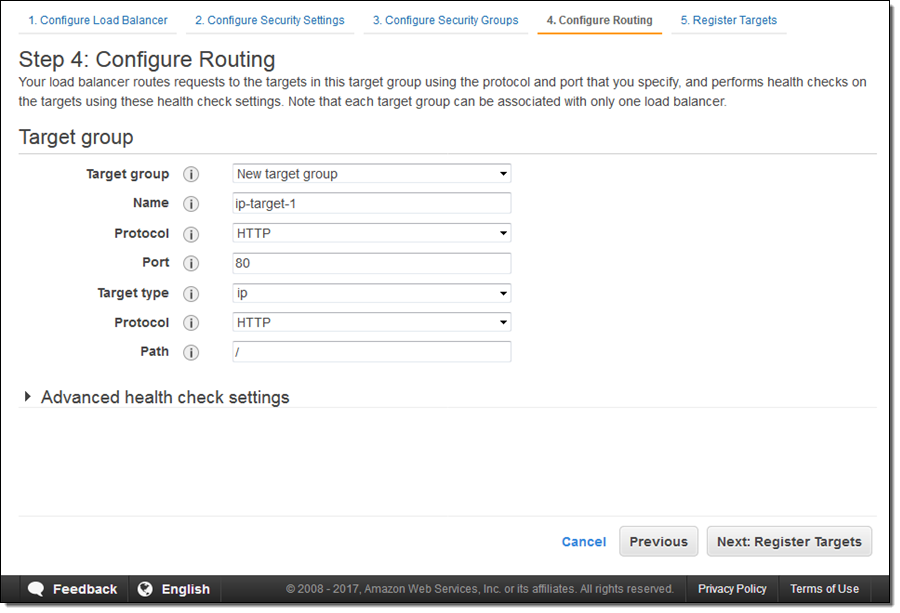 1. Configure Load Balancer 2. Configure Security Settings 3. Configure Security Groups 4. Configure Routing 5. Register Targets
Step 4: Configure Routing
Your load balancer routes requests to the targets in this target group using the protocol and port that you specify, and performs health checks on
the targets using these health check settings. Note that each target group can be associated with only one load balancer.
Target group
Target group i New target group
Name i ip-target-1
Protocol i HTTP
Port i 80
Target type i ip
Protocol i HTTP
Path i /
Advanced health check settings
Cancel Previous Next: Register Targets
Feedback English © 2008 - 2017, Amazon Web Services, Inc. or its affiliates. All rights reserved. Privacy Policy Terms of Use